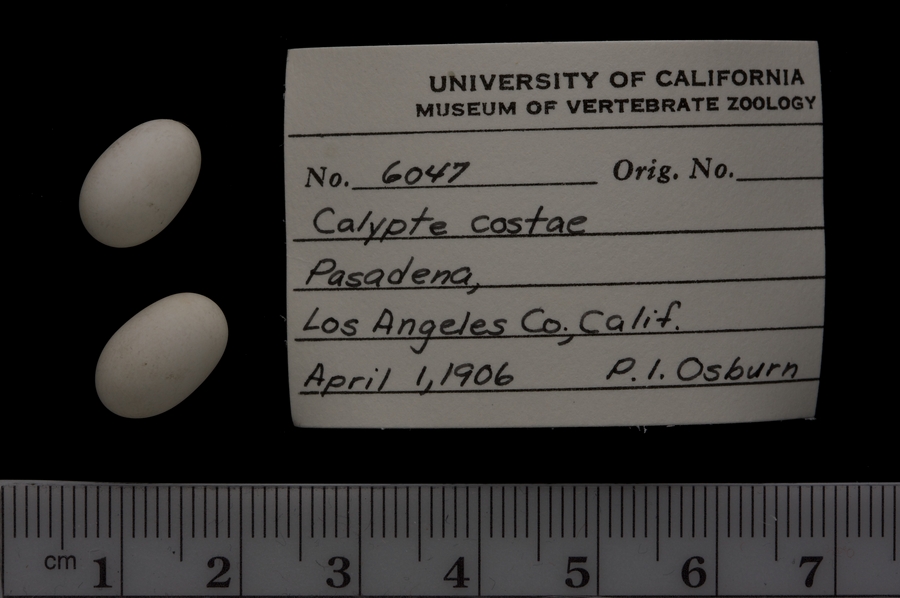 UNIVERSITY OF CALIFORNIA
MUSEUM OF VERTEBRATE ZOOLOGY
No. 6047 Orig. No.
Calypte costae
Pasadena,
Los Angeles Co., Calif.
April 1, 1906 P. I. Osburn
cm 1 2 3 4 5 6 7